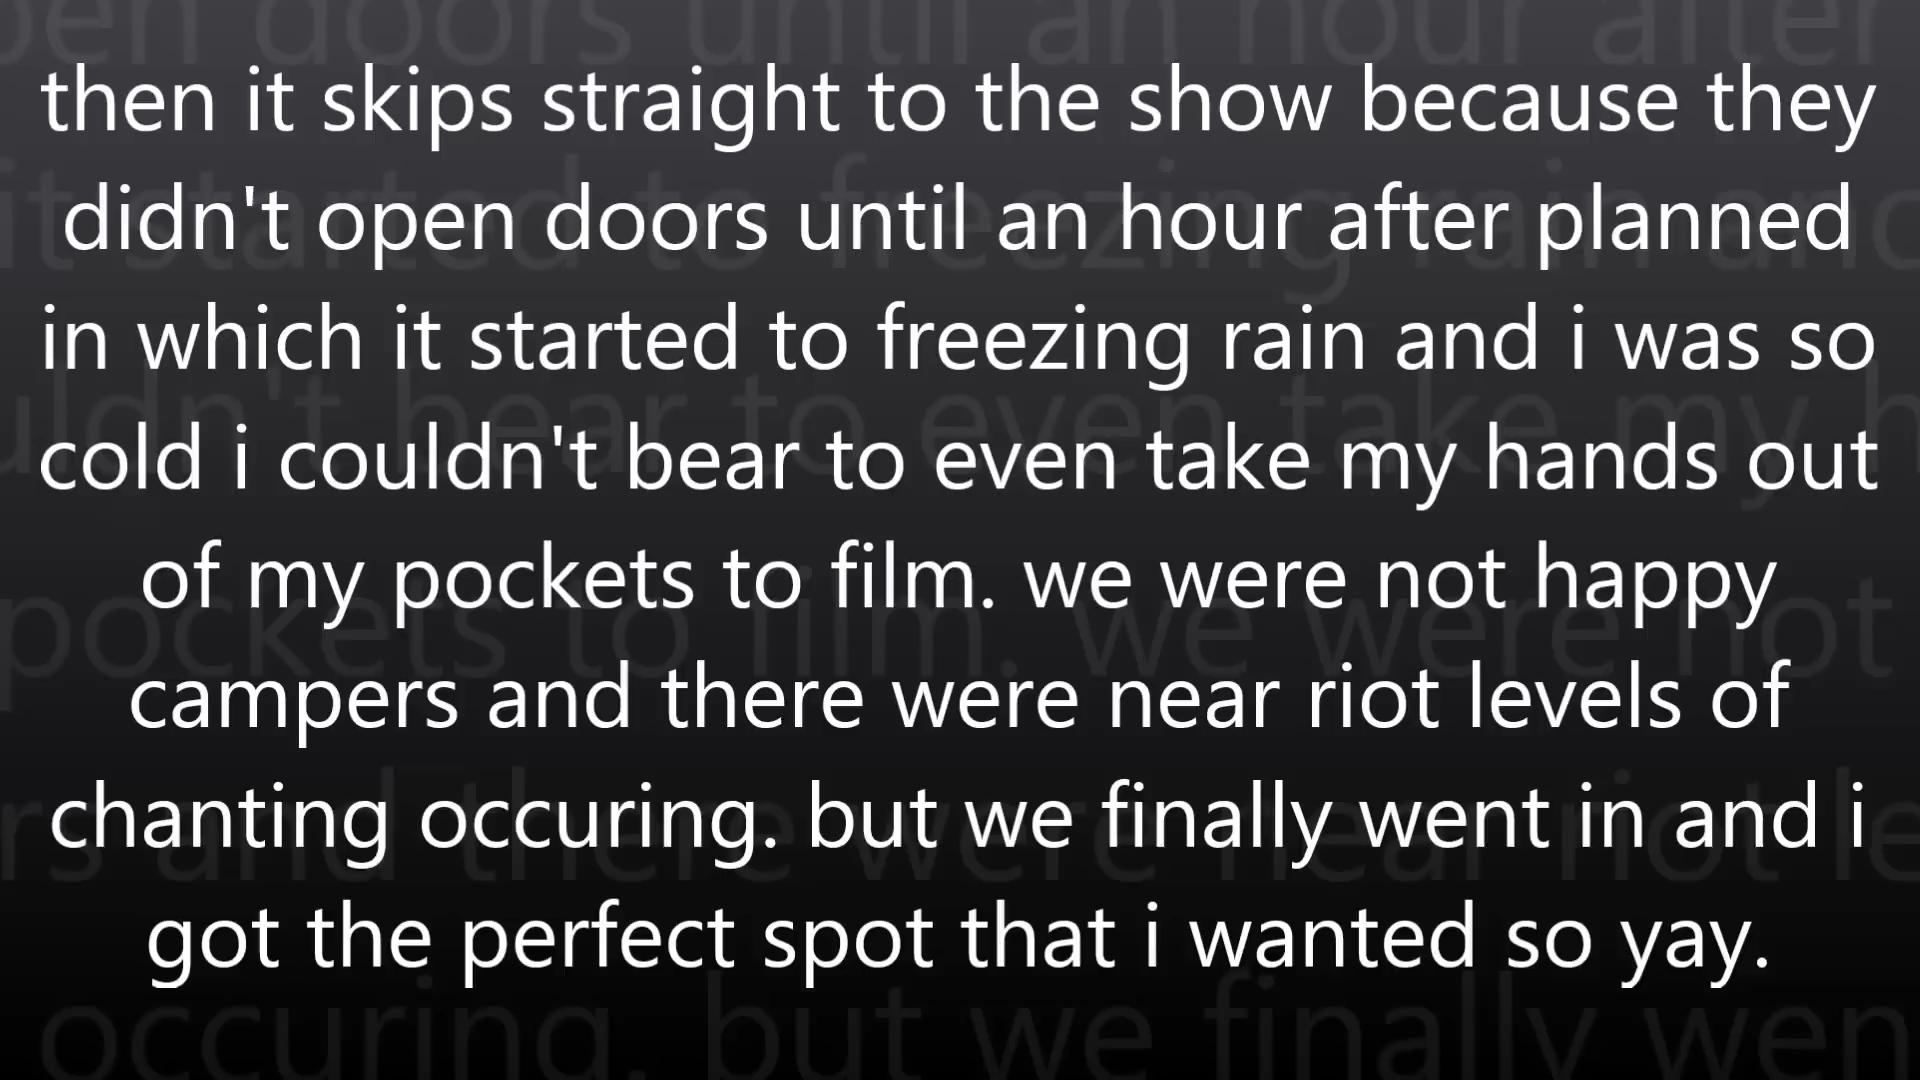 then it skips straight to the show because they
didn't open doors until an hour after planned
in which it started to freezing rain and i was so
cold i couldn't bear to even take my hands out
of my pockets to film. we were not happy
campers and there were near riot levels of
chanting occuring. but we finally went in and i
got the perfect spot that i wanted so yay.